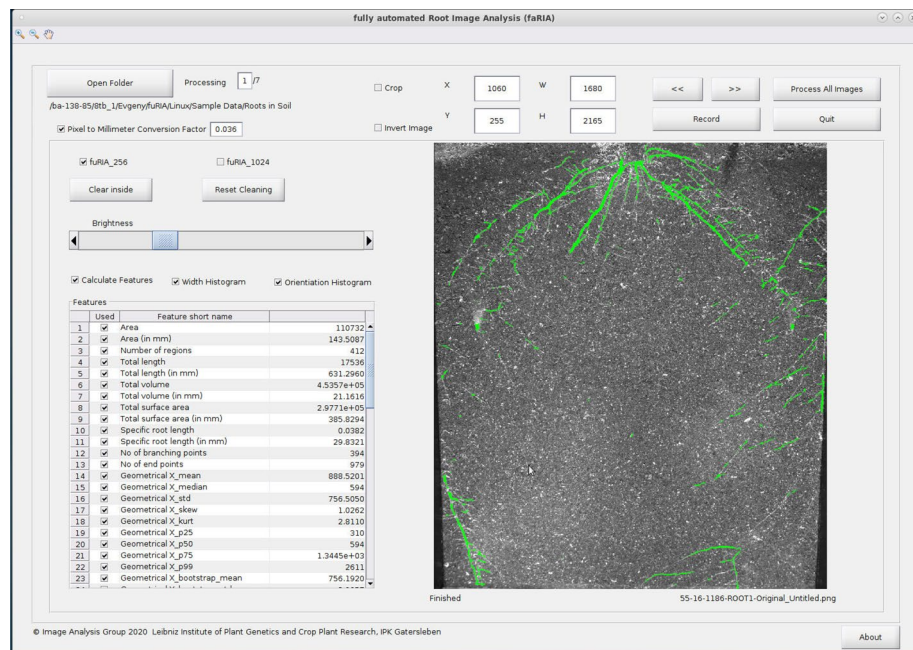 fully automated Root Image Analysis (faRIA)
Open Folder
Processing 1 /7
/ba-138-85/8tb_1/Evgeny/fuRIA/Linux/Sample Data/Roots in Soil
Pixel to Millimeter Conversion Factor 0.036
Crop X 1060 W 1680
Invert Image Y 255 H 2165
<< >> Process All Images
Record Quit
fuRIA_256 fuRIA_1024
Clear inside Reset Cleaning
Brightness
Calculate Features Width Histogram Orientiation Histogram
Features
Used Feature short name
1 Area 110732
2 Area (in mm) 143.5087
3 Number of regions 412
4 Total length 17536
5 Total length (in mm) 631.2960
6 Total volume 4.5357e+05
7 Total volume (in mm) 21.1616
8 Total surface area 2.9771e+05
9 Total surface area (in mm) 385.8294
10 Specific root length 0.0382
11 Specific root length (in mm) 29.8321
12 No of branching points 394
13 No of end points 979
14 Geometrical X_mean 888.5201
15 Geometrical X_median 594
16 Geometrical X_std 756.5050
17 Geometrical X_skew 1.0262
18 Geometrical X_kurt 2.8110
19 Geometrical X_p25 310
20 Geometrical X_p50 594
21 Geometrical X_p75 1.3445e+03
22 Geometrical X_p99 2611
23 Geometrical X_bootstrap_mean 756.1920
Finished 55-16-1186-ROOT1-Original_Untitled.png
© Image Analysis Group 2020 Leibniz Institute of Plant Genetics and Crop Plant Research, IPK Gatersleben
About